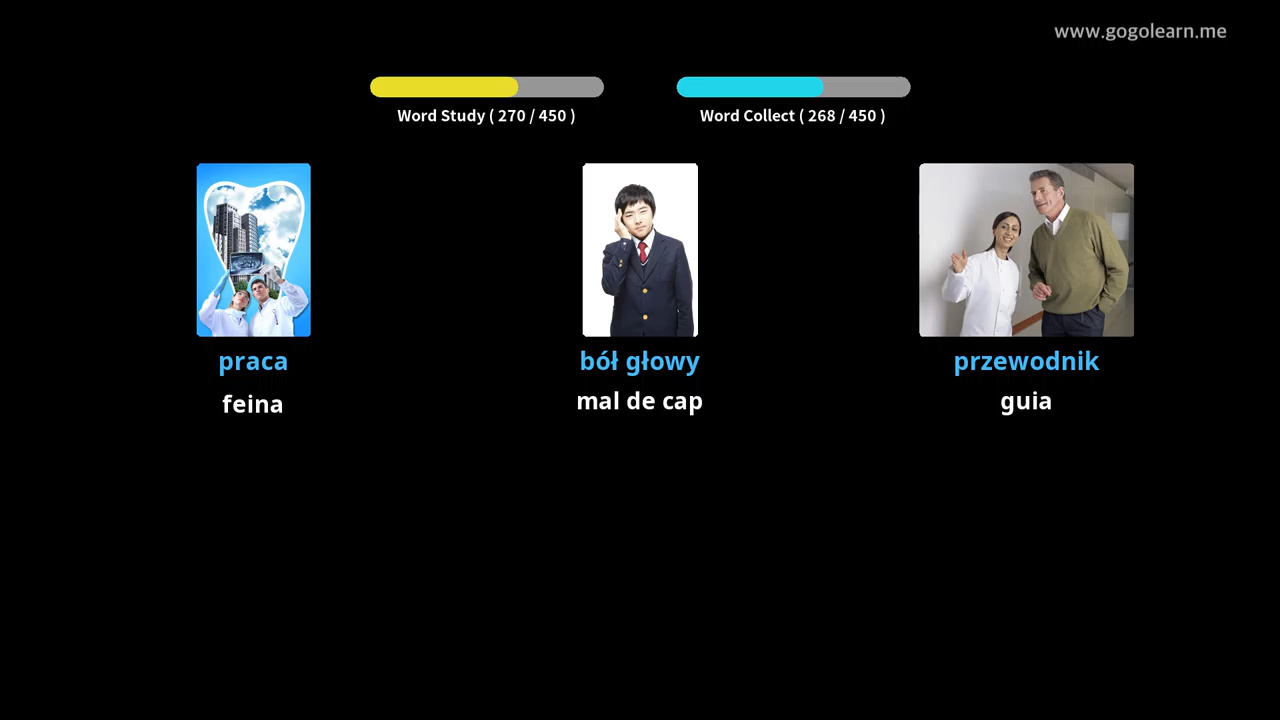 www.gogolearn.me
Word Study ( 270 / 450 )
Word Collect ( 268 / 450 )
praca
feina
ból głowy
mal de cap
przewodnik
guia